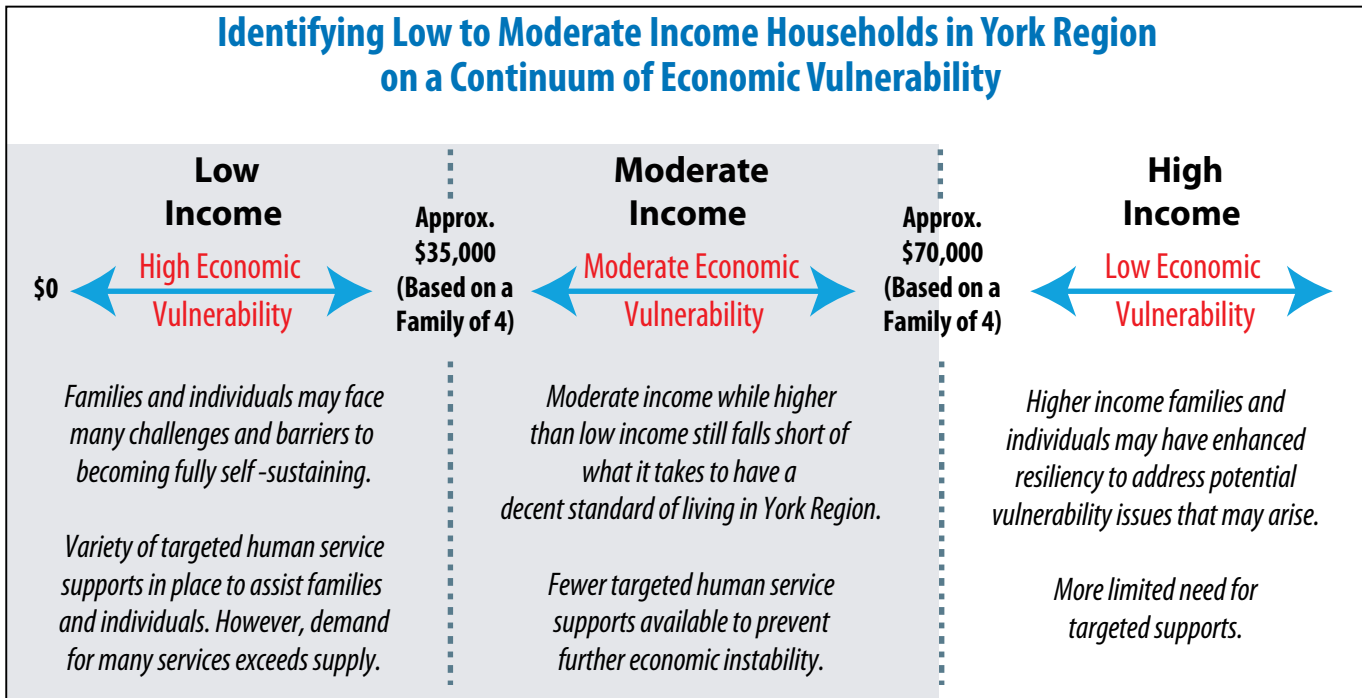 Identifying Low to Moderate Income Households in York Region
on a Continuum of Economic Vulnerability
Low
Income
$0
High Economic
Vulnerability
Families and individuals may face
many challenges and barriers to
becoming fully self -sustaining.
Variety of targeted human service
supports in place to assist families
and individuals. However, demand
for many services exceeds supply.
Approx.
$35,000
(Based on a
Family of 4)
Moderate
Income
Moderate Economic
Vulnerability
Moderate income while higher
than low income still falls short of
what it takes to have a
decent standard of living in York Region.
Fewer targeted human service
supports available to prevent
further economic instability.
Approx.
$70,000
(Based on a
Family of 4)
High
Income
Low Economic
Vulnerability
Higher income families and
individuals may have enhanced
resiliency to address potential
vulnerability issues that may arise.
More limited need for
targeted supports.